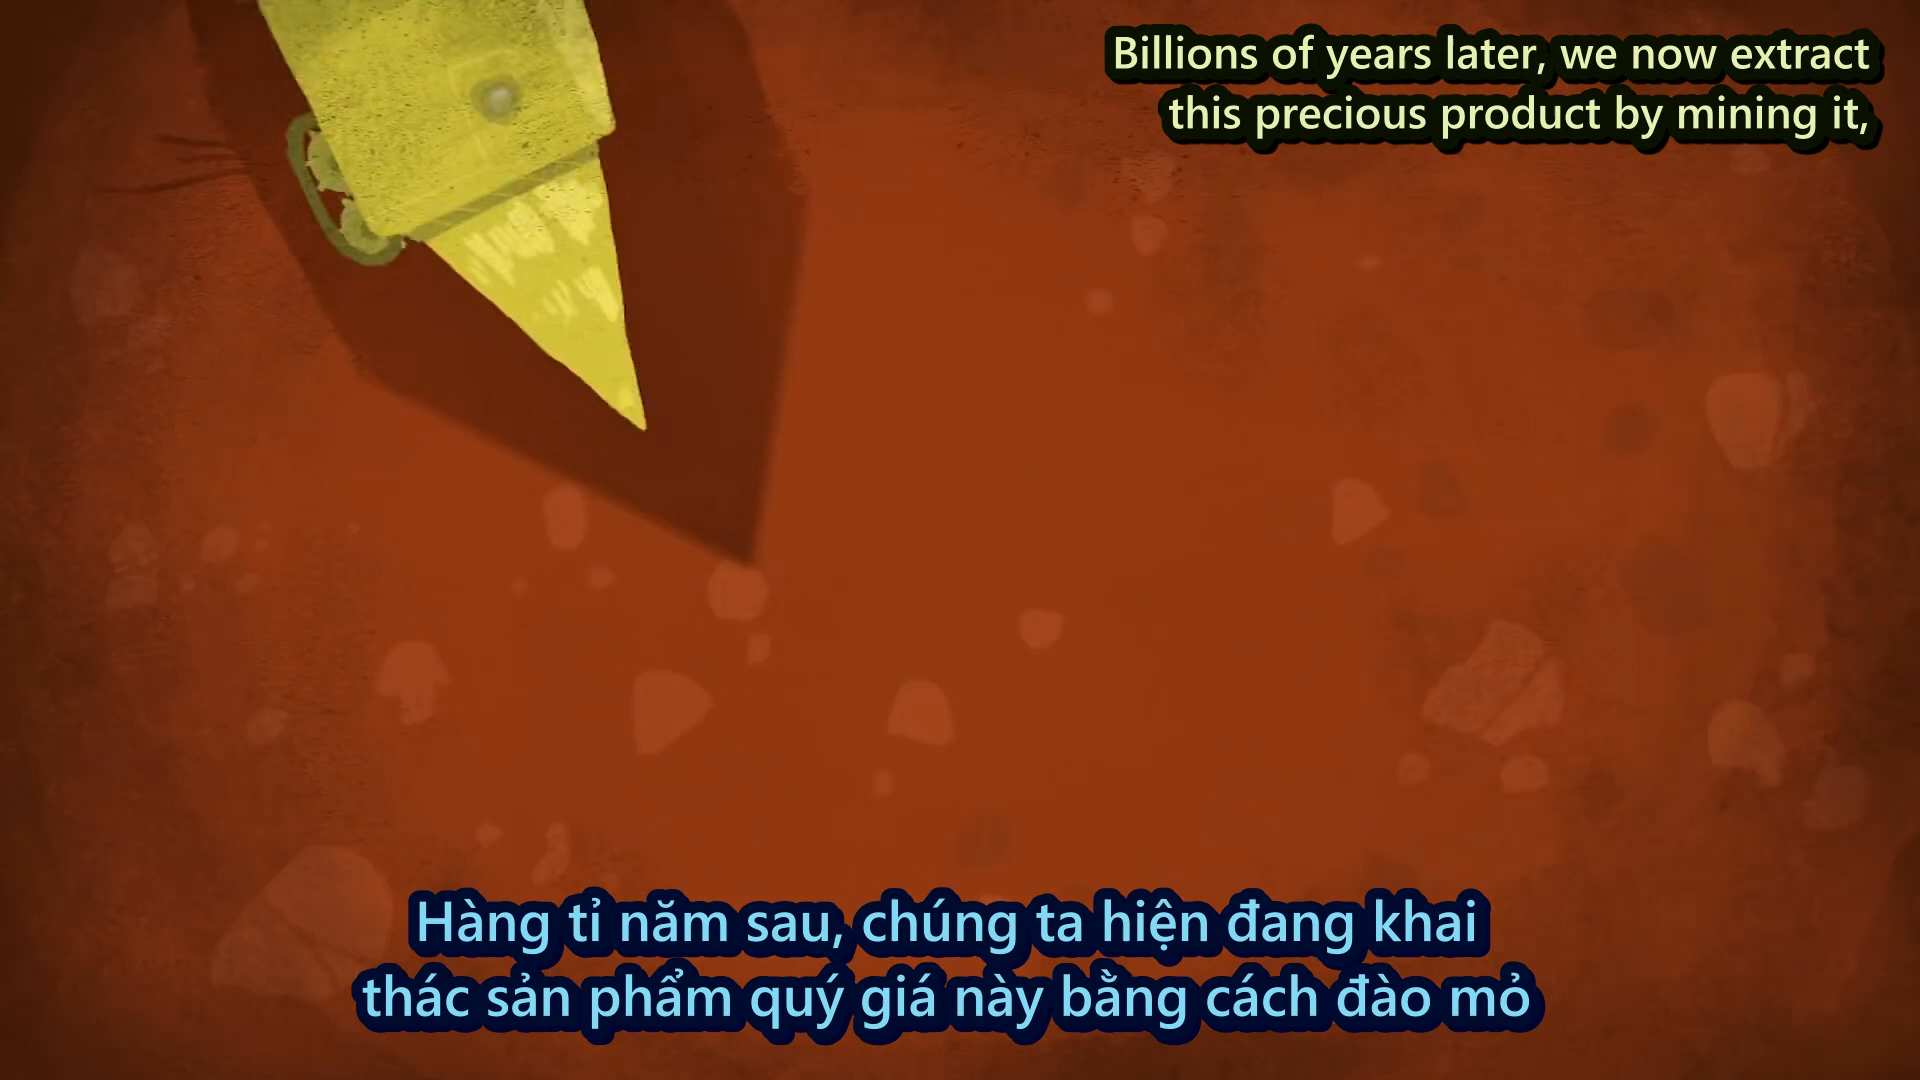 Billions of years later, we now extract
this precious product by mining it,
Hàng tỉ năm sau, chúng ta hiện đang khai
thác sản phẩm quý giá này bằng cách đào mỏ